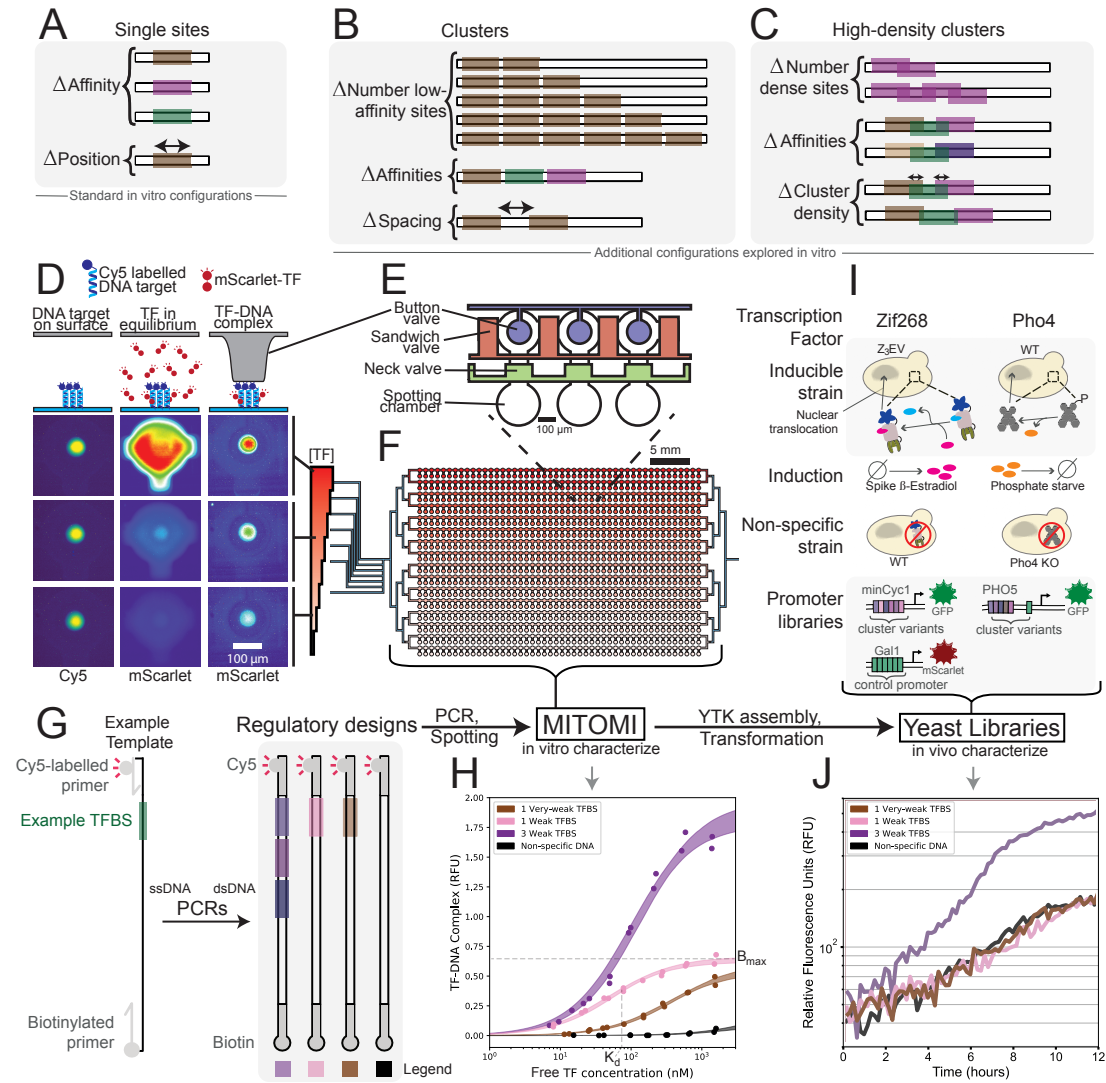 A
Single sites
ΔAffinity
ΔPosition
Standard in vitro configurations
B
Clusters
ΔNumber low-
affinity sites
ΔAffinities
ΔSpacing
C
High-density clusters
ΔNumber
dense sites
ΔAffinities
ΔCluster
density
Additional configurations explored in vitro
D
Cy5 labelled
DNA target
mScarlet-TF
DNA target
on surface
TF in
equilibrium
TF-DNA
complex
100 µm
Cy5
mScarlet
mScarlet
[TF]
E
Button
valve
Sandwich
valve
Neck valve
Spotting
chamber
100 µm
F
5 mm
I
Transcription
Factor
Zif268
Pho4
Inducible
strain
Z3EV
WT
P
Nuclear
translocation
Induction
Spike ß-Estradiol
Phosphate starve
Non-specific
strain
WT
Pho4 KO
Promoter
libraries
minCyc1
GFP
cluster variants
PHO5
GFP
cluster variants
Gal1
mScarlet
control promoter
G
Example
Template
Cy5-labelled
primer
Example TFBS
Biotinylated
primer
ssDNA
dsDNA
PCRs
Regulatory designs
Cy5
Biotin
Legend
PCR,
Spotting
MITOMI
in vitro characterize
YTK assembly,
Transformation
Yeast Libraries
in vivo characterize
H
1 Very-weak TFBS
1 Weak TFBS
3 Weak TFBS
Non-specific DNA
TF-DNA Complex (RFU)
2.00
1.75
1.50
1.25
1.00
0.75
0.50
0.25
0.00
Bmax
Kd
10^0
10^1
10^2
10^3
Free TF concentration (nM)
J
1 Very-weak TFBS
1 Weak TFBS
3 Weak TFBS
Non-specific DNA
Relative Fluorescence Units (RFU)
10^2
0
2
4
6
8
10
12
Time (hours)